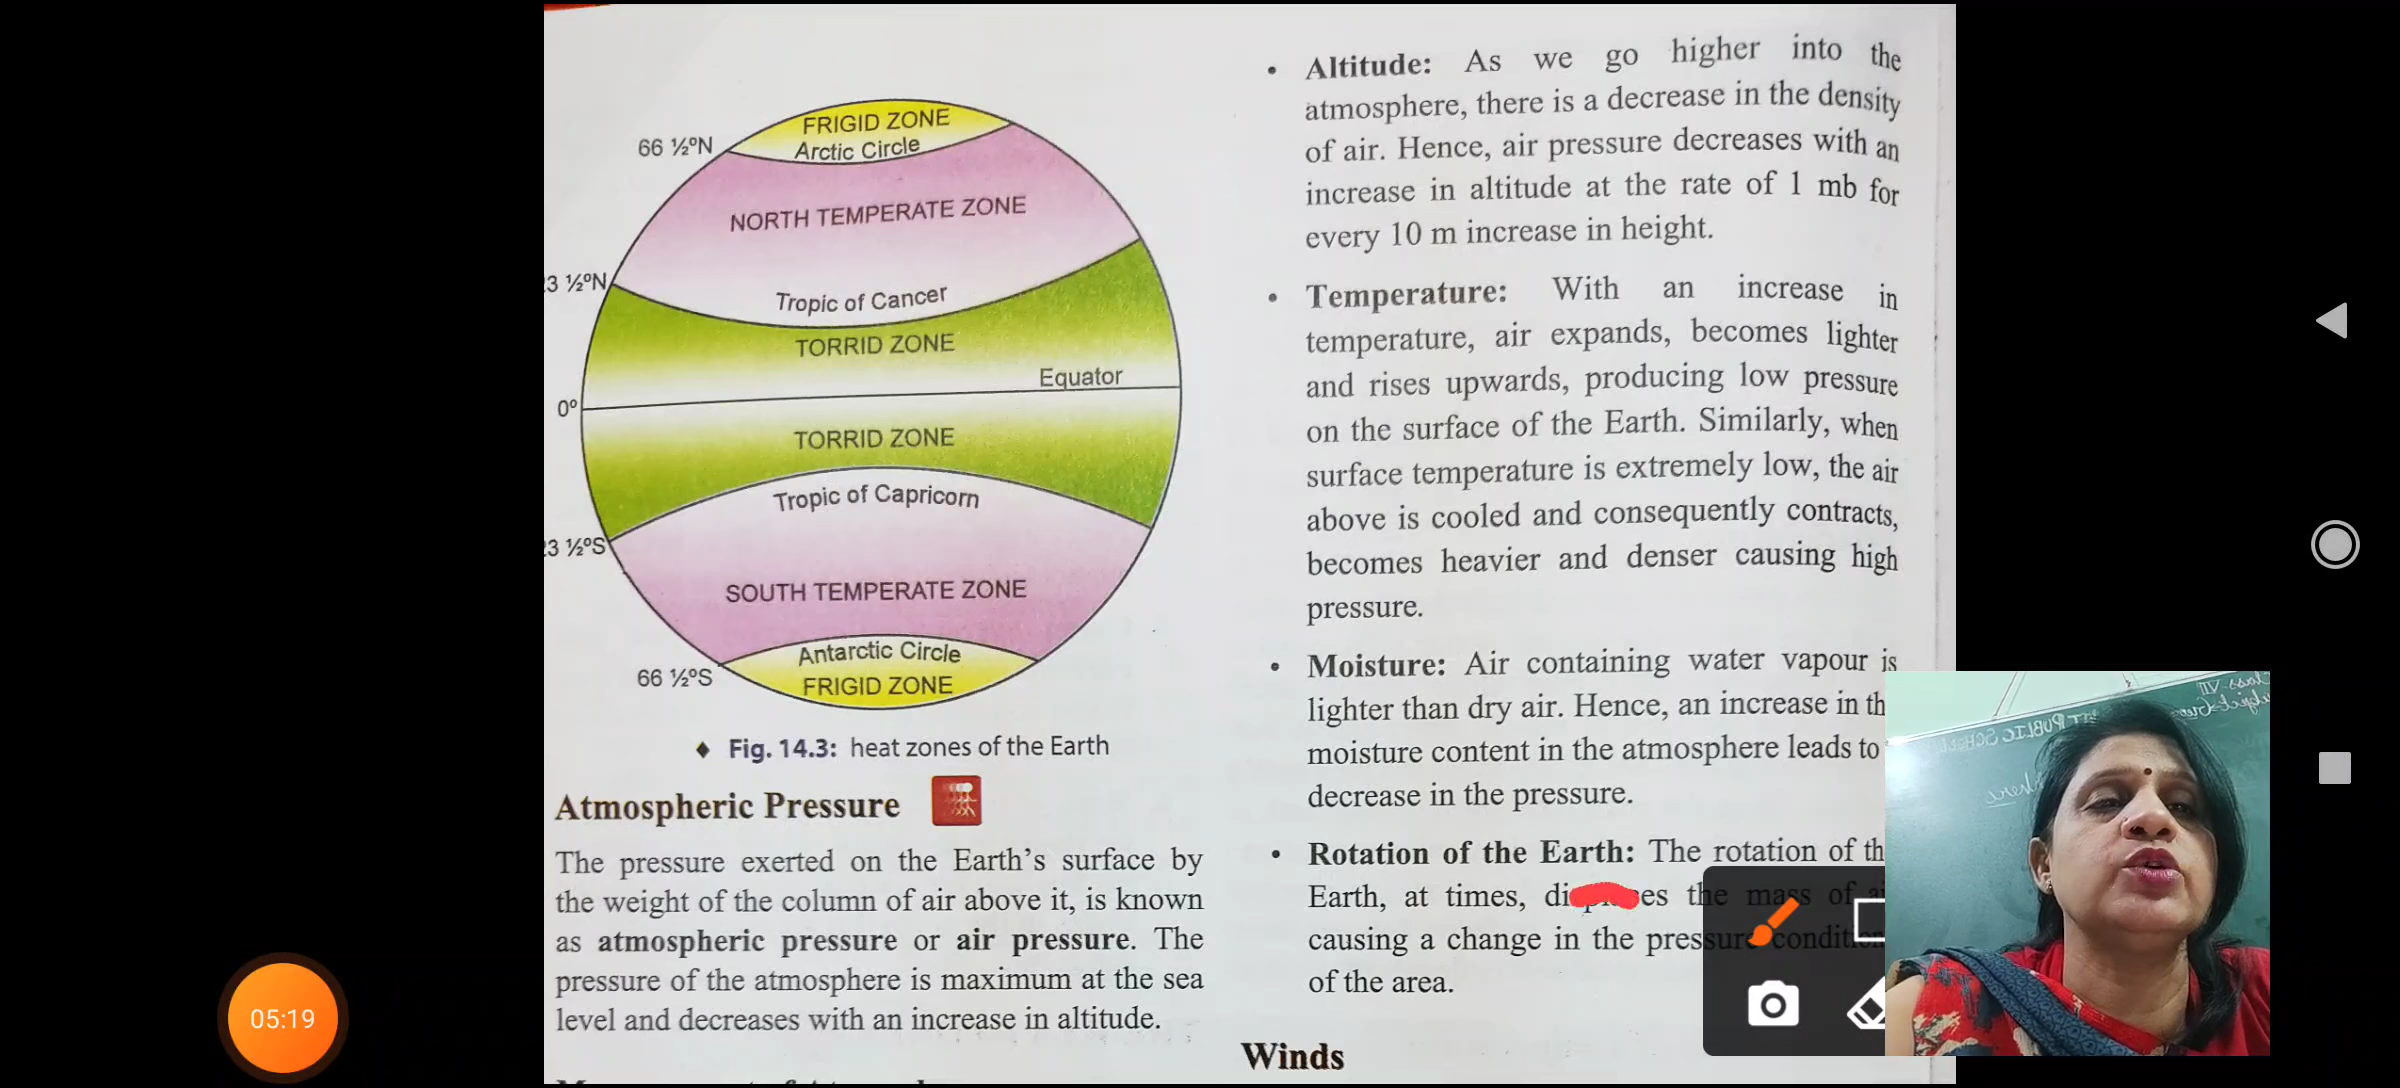 FRIGID ZONE
Arctic Circle
66 ½ºN
NORTH TEMPERATE ZONE
3 ½ºN
Tropic of Cancer
TORRID ZONE
Equator
0º
TORRID ZONE
Tropic of Capricorn
3 ½ºS
SOUTH TEMPERATE ZONE
Antarctic Circle
66 ½ºS
FRIGID ZONE
♦ Fig. 14.3: heat zones of the Earth
Atmospheric Pressure
The pressure exerted on the Earth's surface by
the weight of the column of air above it, is known
as atmospheric pressure or air pressure. The
pressure of the atmosphere is maximum at the sea
level and decreases with an increase in altitude.
• Altitude: As we go higher into the
atmosphere, there is a decrease in the density
of air. Hence, air pressure decreases with an
increase in altitude at the rate of 1 mb for
every 10 m increase in height.
• Temperature: With an increase in
temperature, air expands, becomes lighter
and rises upwards, producing low pressure
on the surface of the Earth. Similarly, when
surface temperature is extremely low, the air
above is cooled and consequently contracts,
becomes heavier and denser causing high
pressure.
• Moisture: Air containing water vapour is
lighter than dry air. Hence, an increase in th
moisture content in the atmosphere leads to
decrease in the pressure.
• Rotation of the Earth: The rotation of th
Earth, at times, the mass of
causing a change in the pressure
of the area.
Winds
05:19
Class-VII